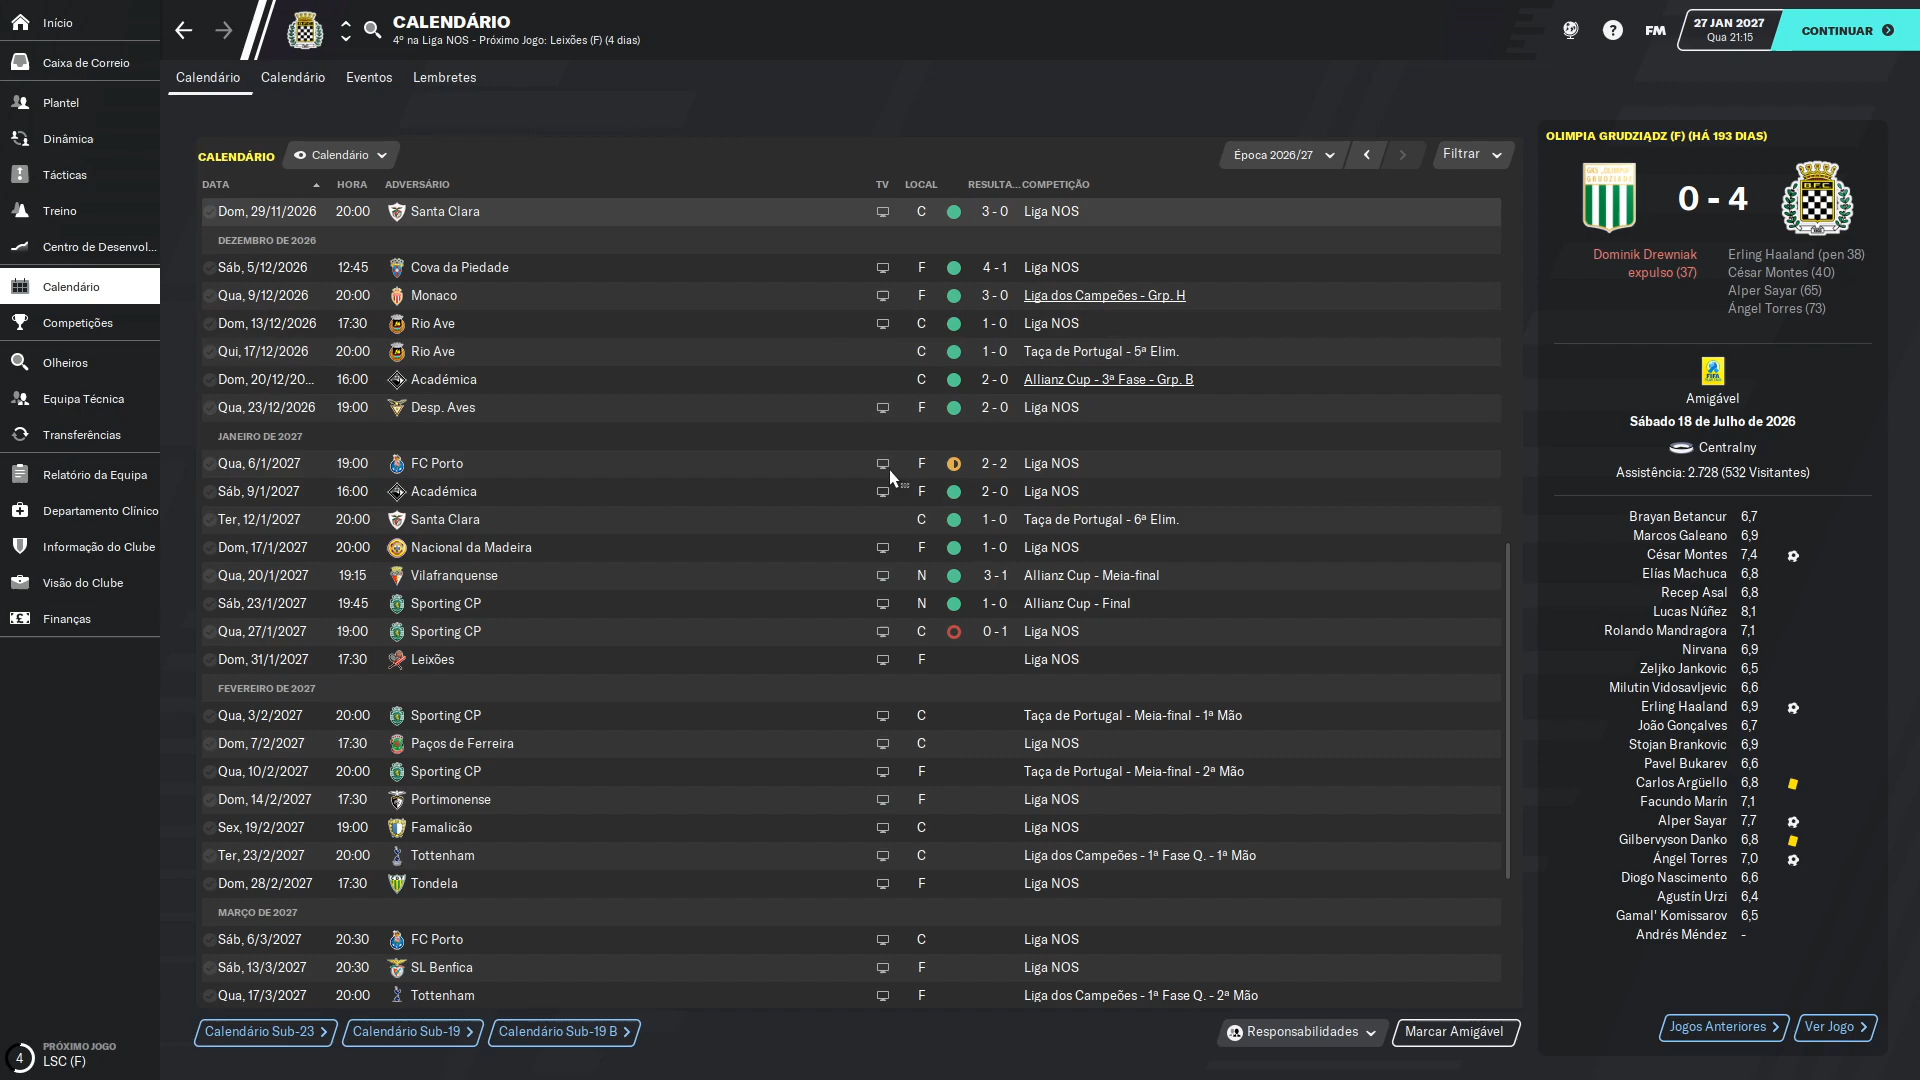 Início
Caixa de Correio
Plantel
Dinâmica
Tácticas
Treino
Centro de Desenvol...
Calendário
Competições
Olheiros
Equipa Técnica
Transferências
Relatório da Equipa
Departamento Clínico
Informação do Clube
Visão do Clube
Finanças
4
PRÓXIMO JOGO
LSC (F)
CALENDÁRIO
4º na Liga NOS - Próximo Jogo: Leixões (F) (4 dias)
FM
27 JAN 2027
Qua 21:15
CONTINUAR
Calendário Calendário Eventos Lembretes
CALENDÁRIO Calendário Época 2026/27 Filtrar
DATA HORA ADVERSÁRIO TV LOCAL RESULTA... COMPETIÇÃO
Dom, 29/11/2026 20:00 Santa Clara C 3 - 0 Liga NOS
DEZEMBRO DE 2026
Sáb, 5/12/2026 12:45 Cova da Piedade F 4 - 1 Liga NOS
Qua, 9/12/2026 20:00 Monaco F 3 - 0 Liga dos Campeões - Grp. H
Dom, 13/12/2026 17:30 Rio Ave C 1 - 0 Liga NOS
Qui, 17/12/2026 20:00 Rio Ave C 1 - 0 Taça de Portugal - 5ª Elim.
Dom, 20/12/20... 16:00 Académica C 2 - 0 Allianz Cup - 3ª Fase - Grp. B
Qua, 23/12/2026 19:00 Desp. Aves F 2 - 0 Liga NOS
JANEIRO DE 2027
Qua, 6/1/2027 19:00 FC Porto F 2 - 2 Liga NOS
Sáb, 9/1/2027 16:00 Académica F 2 - 0 Liga NOS
Ter, 12/1/2027 20:00 Santa Clara C 1 - 0 Taça de Portugal - 6ª Elim.
Dom, 17/1/2027 20:00 Nacional da Madeira F 1 - 0 Liga NOS
Qua, 20/1/2027 19:15 Vilafranquense N 3 - 1 Allianz Cup - Meia-final
Sáb, 23/1/2027 19:45 Sporting CP N 1 - 0 Allianz Cup - Final
Qua, 27/1/2027 19:00 Sporting CP C 0 - 1 Liga NOS
Dom, 31/1/2027 17:30 Leixões F Liga NOS
FEVEREIRO DE 2027
Qua, 3/2/2027 20:00 Sporting CP C Taça de Portugal - Meia-final - 1ª Mão
Dom, 7/2/2027 17:30 Paços de Ferreira C Liga NOS
Qua, 10/2/2027 20:00 Sporting CP F Taça de Portugal - Meia-final - 2ª Mão
Dom, 14/2/2027 17:30 Portimonense F Liga NOS
Sex, 19/2/2027 19:00 Famalicão C Liga NOS
Ter, 23/2/2027 20:00 Tottenham C Liga dos Campeões - 1ª Fase Q. - 1ª Mão
Dom, 28/2/2027 17:30 Tondela F Liga NOS
MARÇO DE 2027
Sáb, 6/3/2027 20:30 FC Porto C Liga NOS
Sáb, 13/3/2027 20:30 SL Benfica F Liga NOS
Qua, 17/3/2027 20:00 Tottenham F Liga dos Campeões - 1ª Fase Q. - 2ª Mão
Calendário Sub-23 Calendário Sub-19 Calendário Sub-19 B Responsabilidades Marcar Amigável
OLIMPIA GRUDZIĄDZ (F) (HÁ 193 DIAS)
0 - 4
Dominik Drewniak expulso (37)
Erling Haaland (pen 38)
César Montes (40)
Alper Sayar (65)
Ángel Torres (73)
FIFA
Amigável
Sábado 18 de Julho de 2026
Centralny
Assistência: 2.728 (532 Visitantes)
Brayan Betancur 6,7
Marcos Galeano 6,9
César Montes 7,4
Elías Machuca 6,8
Recep Asal 6,8
Lucas Núñez 8,1
Rolando Mandragora 7,1
Nirvana 6,9
Zeljko Jankovic 6,5
Milutin Vidosavljevic 6,6
Erling Haaland 6,9
João Gonçalves 6,7
Stojan Brankovic 6,9
Pavel Bukarev 6,6
Carlos Argüello 6,8
Facundo Marín 7,1
Alper Sayar 7,7
Gilbervyson Danko 6,8
Ángel Torres 7,0
Diogo Nascimento 6,6
Agustín Urzi 6,4
Gamal' Komissarov 6,5
Andrés Méndez -
Jogos Anteriores Ver Jogo